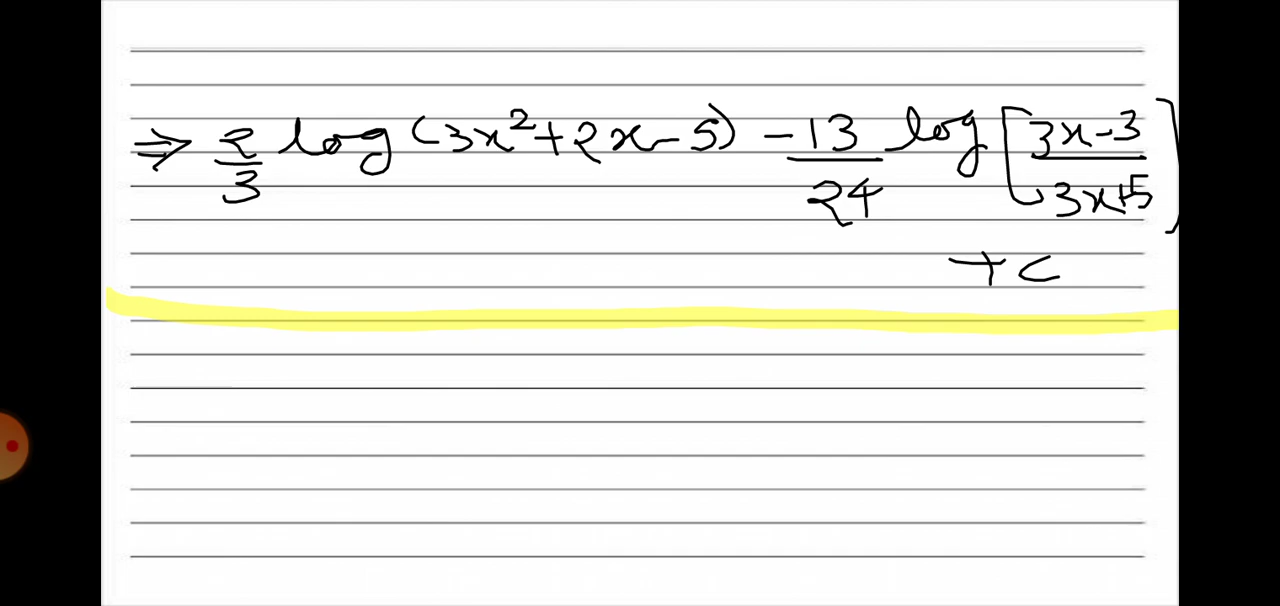 ⇒ 2/3 log (3x²+2x-5) -13/24 log [3x-3/3x+5]
+c